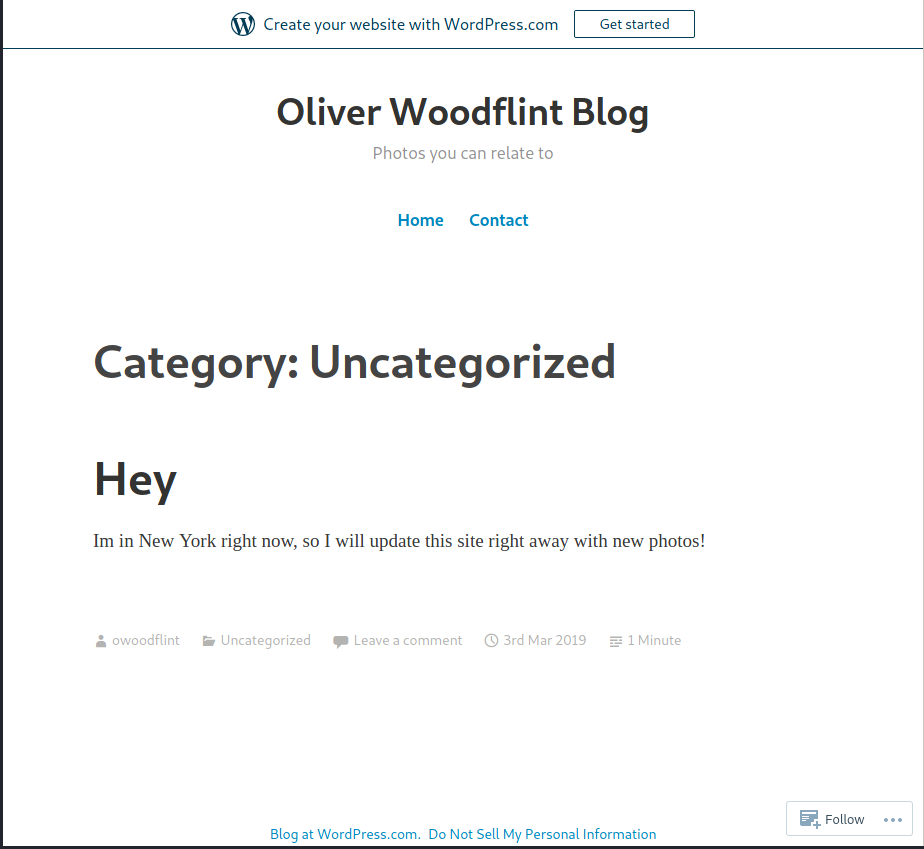 Create your website with WordPress.com Get started
Oliver Woodflint Blog
Photos you can relate to
Home Contact
Category: Uncategorized
Hey
Im in New York right now, so I will update this site right away with new photos!
owoodflint Uncategorized Leave a comment 3rd Mar 2019 1 Minute
Follow
Blog at WordPress.com. Do Not Sell My Personal Information